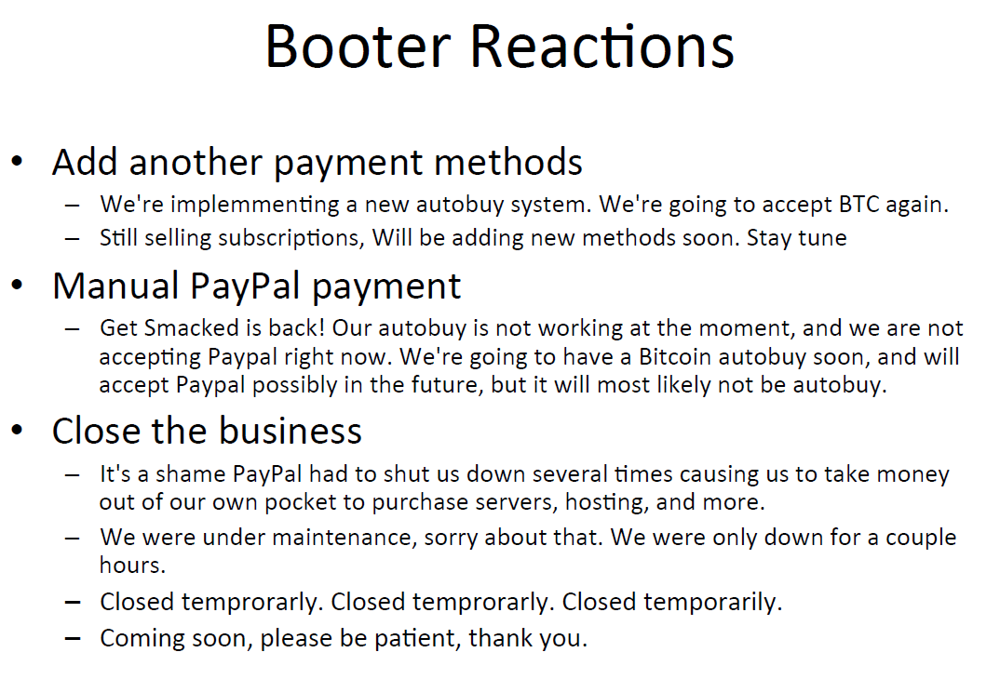 Booter Reactions
• Add another payment methods
– We're implemmenting a new autobuy system. We're going to accept BTC again.
– Still selling subscriptions, Will be adding new methods soon. Stay tune
• Manual PayPal payment
– Get Smacked is back! Our autobuy is not working at the moment, and we are not
accepting Paypal right now. We're going to have a Bitcoin autobuy soon, and will
accept Paypal possibly in the future, but it will most likely not be autobuy.
• Close the business
– It's a shame PayPal had to shut us down several times causing us to take money
out of our own pocket to purchase servers, hosting, and more.
– We were under maintenance, sorry about that. We were only down for a couple
hours.
– Closed temprorarly. Closed temprorarly. Closed temporarily.
– Coming soon, please be patient, thank you.